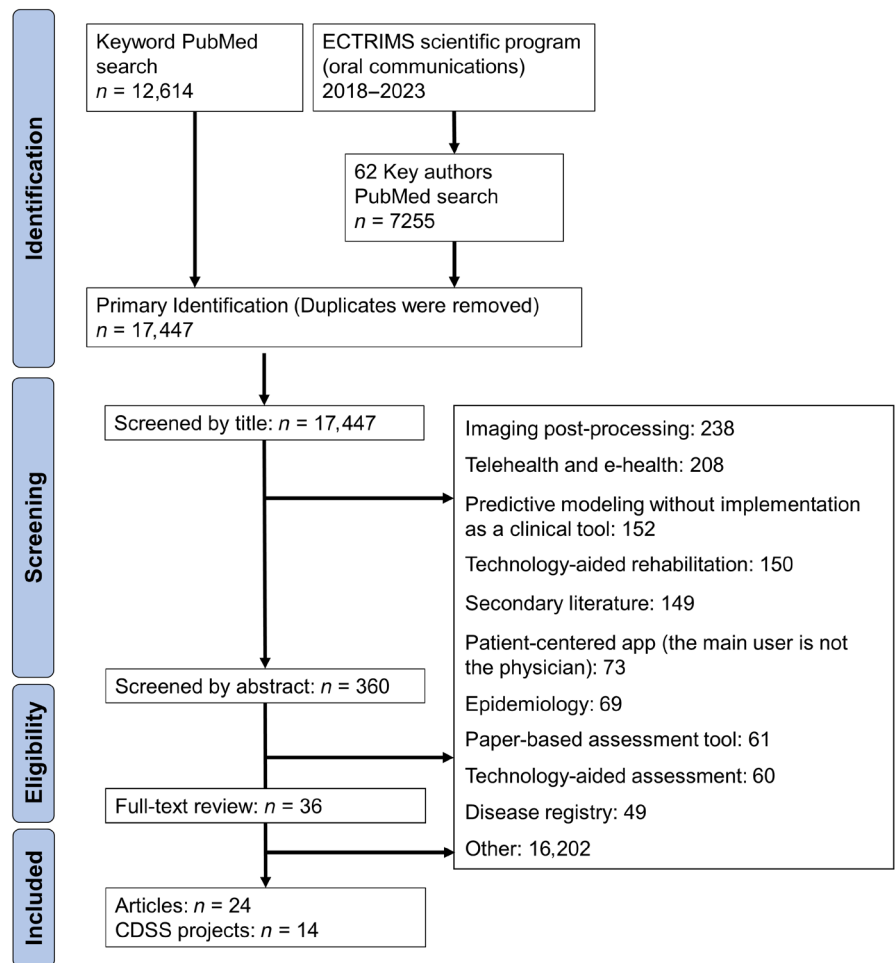 Identification
Keyword PubMed
search
n = 12,614
ECTRIMS scientific program
(oral communications)
2018–2023
62 Key authors
PubMed search
n = 7255
Primary Identification (Duplicates were removed)
n = 17,447
Screening
Screened by title: n = 17,447
Imaging post-processing: 238
Telehealth and e-health: 208
Predictive modeling without implementation
as a clinical tool: 152
Technology-aided rehabilitation: 150
Secondary literature: 149
Patient-centered app (the main user is not
the physician): 73
Epidemiology: 69
Paper-based assessment tool: 61
Technology-aided assessment: 60
Disease registry: 49
Other: 16,202
Screened by abstract: n = 360
Eligibility
Full-text review: n = 36
Included
Articles: n = 24
CDSS projects: n = 14